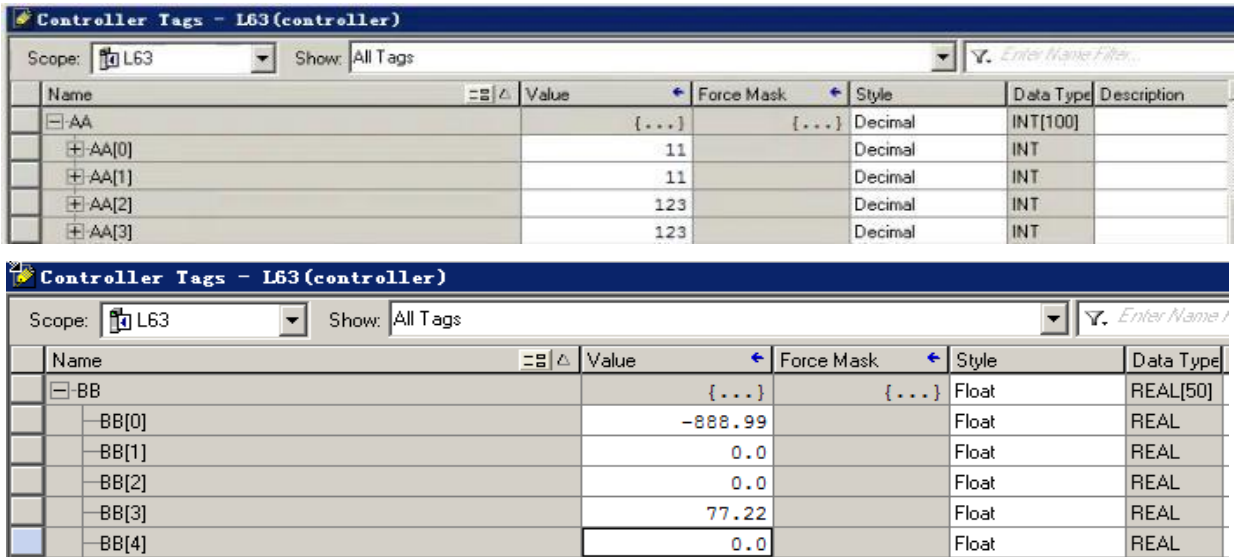 Controller Tags - L63(controller)
Scope: L63 Show: All Tags Enter Name Filter...
Name Value Force Mask Style Data Type Description
AA {...} {...} Decimal INT[100]
AA[0] 11 Decimal INT
AA[1] 11 Decimal INT
AA[2] 123 Decimal INT
AA[3] 123 Decimal INT
Controller Tags - L63(controller)
Scope: L63 Show: All Tags Enter Name
Name Value Force Mask Style Data Type
BB {...} {...} Float REAL[50]
BB[0] -888.99 Float REAL
BB[1] 0.0 Float REAL
BB[2] 0.0 Float REAL
BB[3] 77.22 Float REAL
BB[4] 0.0 Float REAL